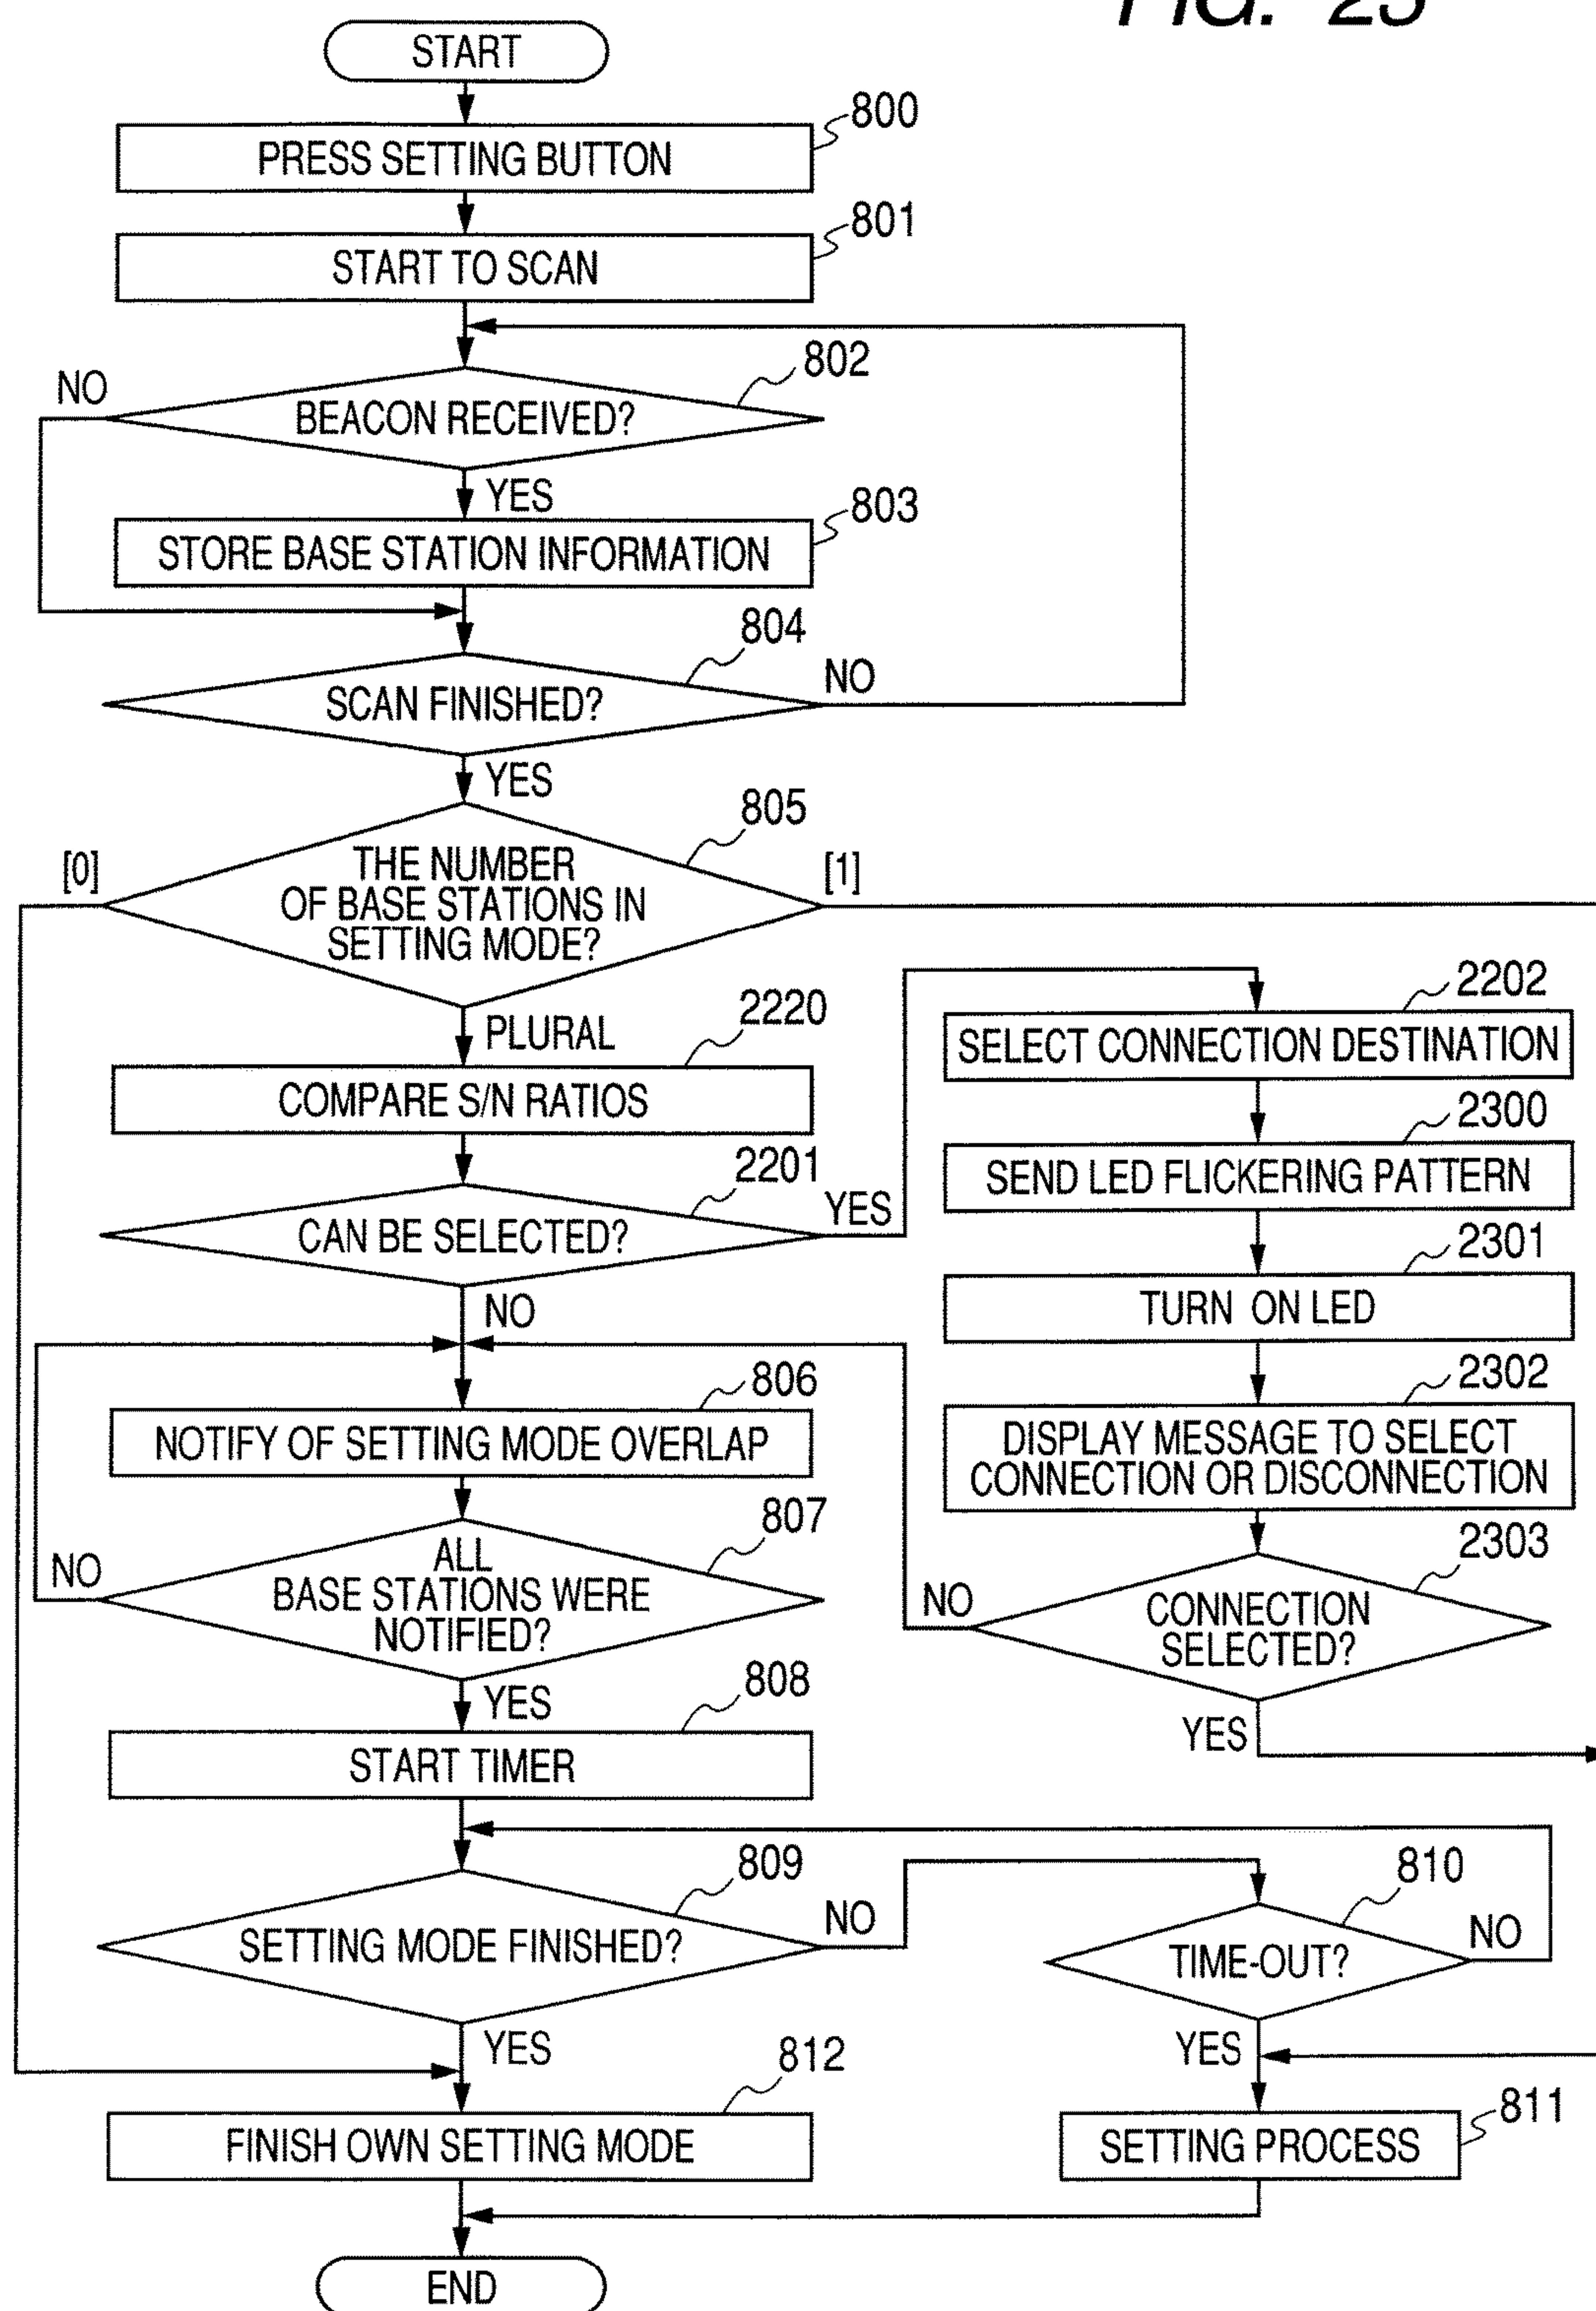 FIG. 23
START
800
PRESS SETTING BUTTON
801
START TO SCAN
802
NO
BEACON RECEIVED?
YES
803
STORE BASE STATION INFORMATION
804
NO
SCAN FINISHED?
YES
805
[0]
[1]
THE NUMBER
OF BASE STATIONS IN
SETTING MODE?
PLURAL
2220
COMPARE S/N RATIOS
2201
YES
CAN BE SELECTED?
NO
2202
SELECT CONNECTION DESTINATION
2300
SEND LED FLICKERING PATTERN
2301
TURN ON LED
2302
DISPLAY MESSAGE TO SELECT
CONNECTION OR DISCONNECTION
2303
NO
CONNECTION
SELECTED?
YES
806
NOTIFY OF SETTING MODE OVERLAP
807
NO
ALL
BASE STATIONS WERE
NOTIFIED?
YES
808
START TIMER
809
NO
SETTING MODE FINISHED?
YES
810
NO
TIME-OUT?
YES
812
FINISH OWN SETTING MODE
811
SETTING PROCESS
END